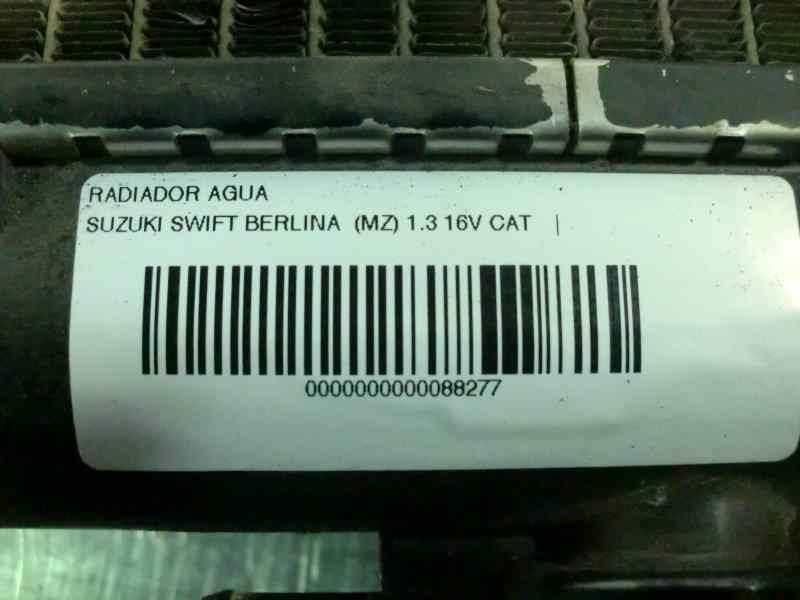 RADIADOR AGUA
SUZUKI SWIFT BERLINA (MZ) 1.3 16V CAT |
0000000000088277